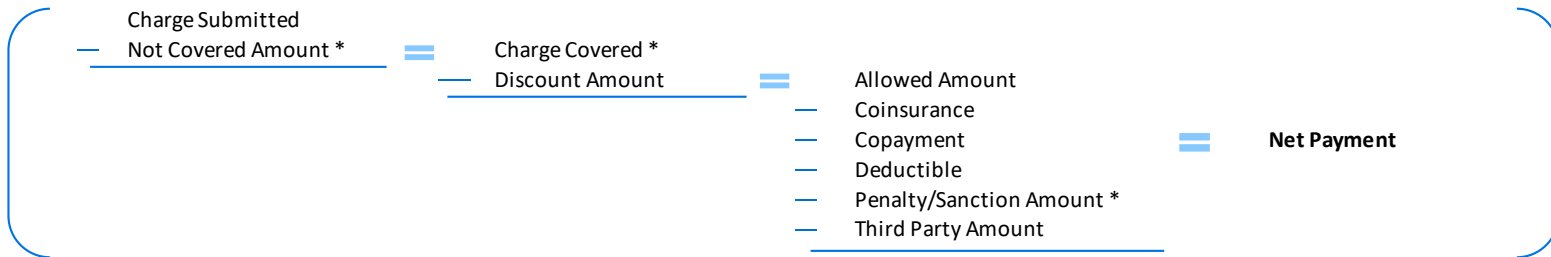 Charge Submitted
— Not Covered Amount * = Charge Covered *
— Discount Amount = Allowed Amount
— Coinsurance
— Copayment = Net Payment
— Deductible
— Penalty/Sanction Amount *
— Third Party Amount